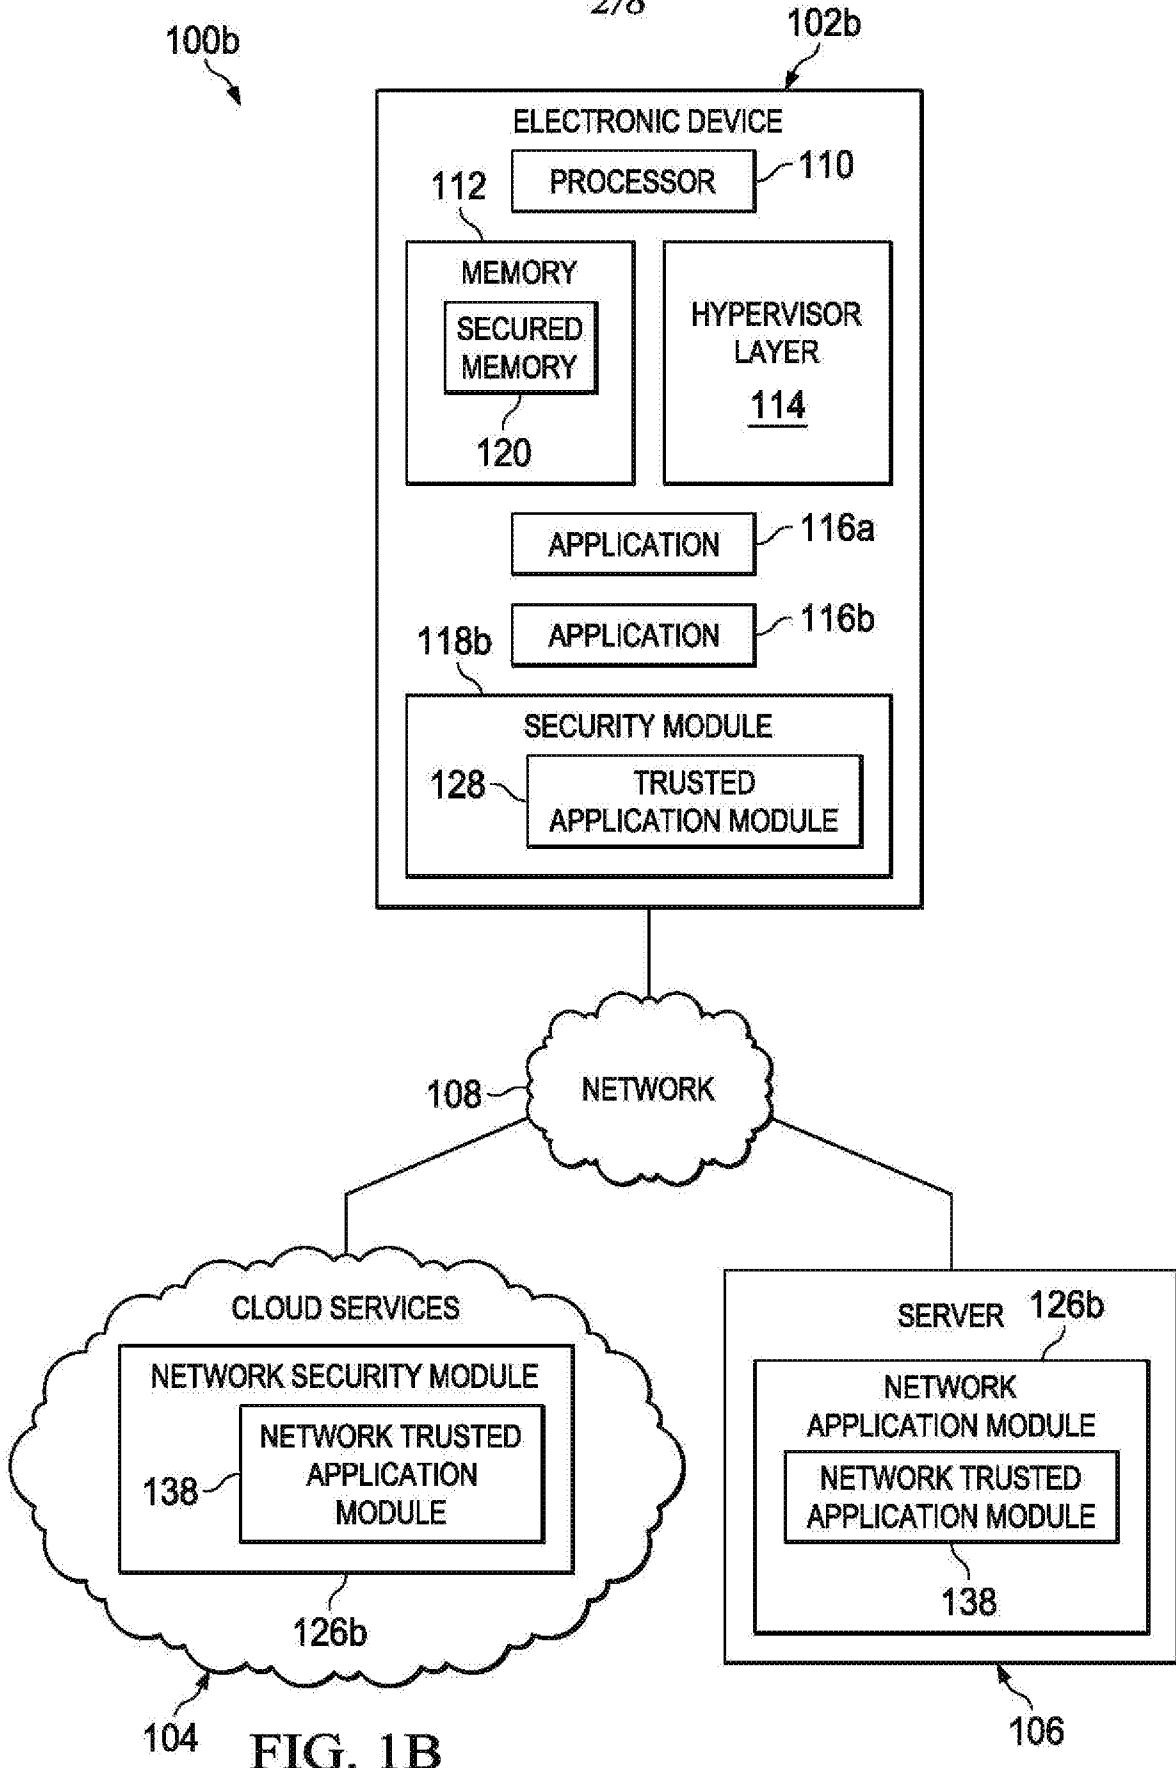 2/8
100b
102b
ELECTRONIC DEVICE
PROCESSOR
110
112
MEMORY
SECURED
MEMORY
120
HYPERVISOR
LAYER
114
APPLICATION
116a
APPLICATION
116b
118b
SECURITY MODULE
128
TRUSTED
APPLICATION MODULE
108
NETWORK
CLOUD SERVICES
NETWORK SECURITY MODULE
NETWORK TRUSTED
APPLICATION
MODULE
138
126b
104
SERVER
126b
NETWORK
APPLICATION MODULE
NETWORK TRUSTED
APPLICATION MODULE
138
106
FIG. 1B